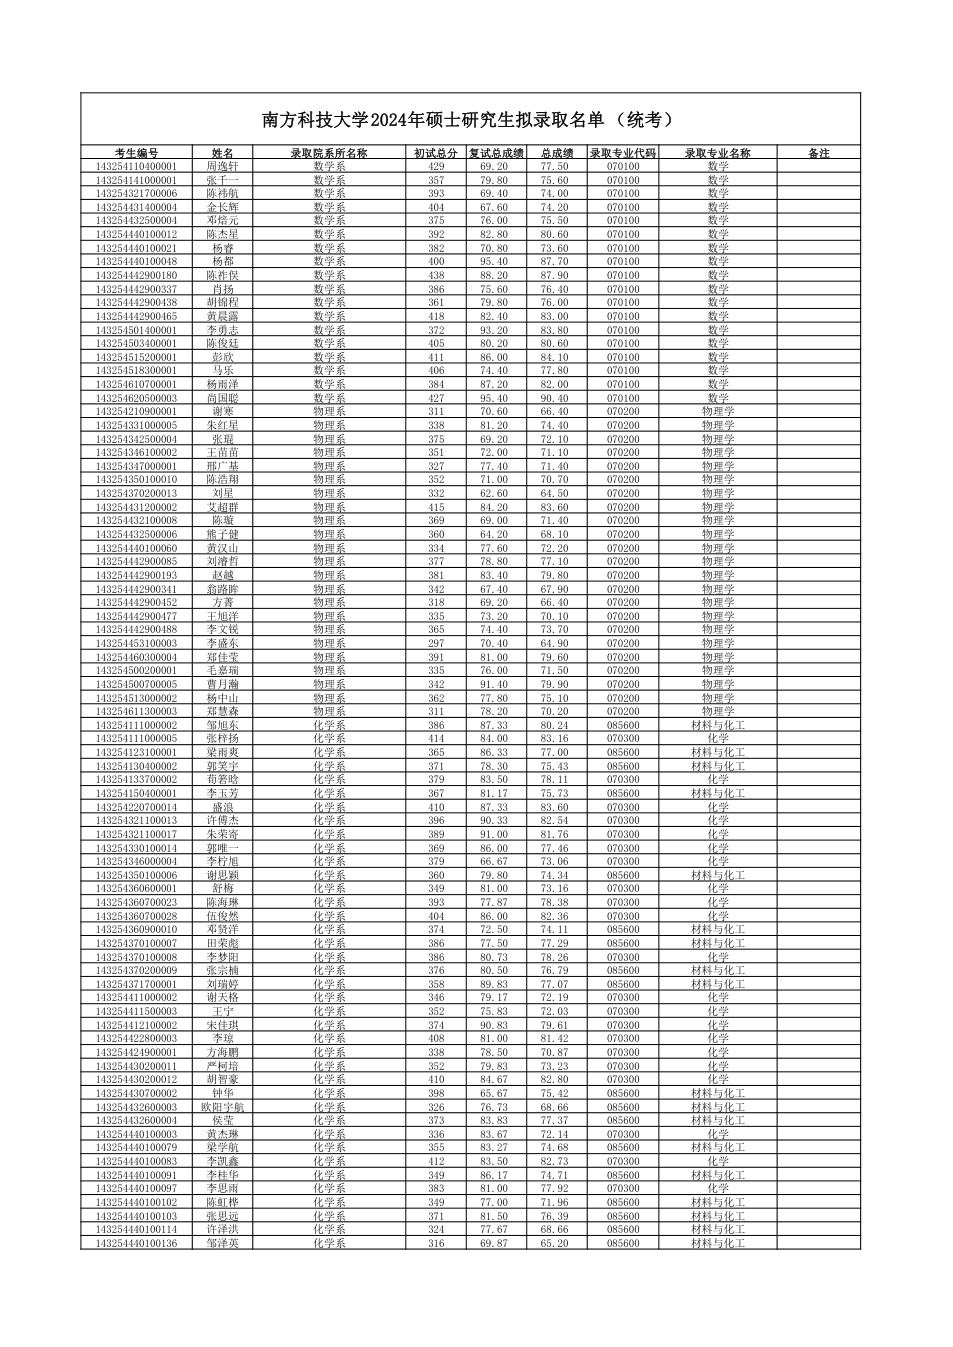 南方科技大学2024年硕士研究生拟录取名单（统考）
考生编号 姓名 录取院系所名称 初试总分 复试总成绩 总成绩 录取专业代码 录取专业名称 备注
143254110400001 周逸轩 数学系 429 69.20 77.50 070100 数学
143254141000001 张千一 数学系 357 79.80 75.60 070100 数学
143254321700006 陈祎航 数学系 393 69.40 74.00 070100 数学
143254431400004 金长辉 数学系 404 67.60 74.20 070100 数学
143254432500004 邓焙元 数学系 375 76.00 75.50 070100 数学
143254440100012 陈杰星 数学系 392 82.80 80.60 070100 数学
143254440100021 杨睿 数学系 382 70.80 73.60 070100 数学
143254440100048 杨都 数学系 400 95.40 87.70 070100 数学
143254442900180 陈祚保 数学系 438 88.20 87.90 070100 数学
143254442900337 肖扬 数学系 386 75.60 76.40 070100 数学
143254442900438 胡锦程 数学系 361 79.80 76.00 070100 数学
143254442900465 黄晨露 数学系 418 82.40 83.00 070100 数学
143254501400001 李勇志 数学系 372 93.20 83.80 070100 数学
143254503400001 陈俊廷 数学系 405 80.20 80.60 070100 数学
143254515200001 彭欣 数学系 411 86.00 84.10 070100 数学
143254518300001 马乐 数学系 406 74.40 77.80 070100 数学
143254610700001 杨雨泽 数学系 384 87.20 82.00 070100 数学
143254620500003 尚国聪 数学系 427 95.40 90.40 070100 数学
143254210900001 谢寒 物理系 311 70.60 66.40 070200 物理学
143254331000005 朱红星 物理系 338 81.20 74.40 070200 物理学
143254342500004 张琨 物理系 375 69.20 72.10 070200 物理学
143254346100002 王苗苗 物理系 351 72.00 71.10 070200 物理学
143254347000001 邢广基 物理系 327 77.40 71.40 070200 物理学
143254350100010 陈浩翔 物理系 352 71.00 70.70 070200 物理学
143254370200013 刘星 物理系 332 62.60 64.50 070200 物理学
143254431200002 艾超群 物理系 415 84.20 83.60 070200 物理学
143254432100008 陈璇 物理系 369 69.00 71.40 070200 物理学
143254432500006 熊子健 物理系 360 64.20 68.10 070200 物理学
143254440100060 黄汉山 物理系 334 77.60 72.20 070200 物理学
143254442900085 刘濬哲 物理系 377 78.80 77.10 070200 物理学
143254442900193 赵越 物理系 381 83.40 79.80 070200 物理学
143254442900341 翁路晔 物理系 342 67.40 67.90 070200 物理学
143254442900452 方菁 物理系 318 69.20 66.40 070200 物理学
143254442900477 王旭洋 物理系 335 73.20 70.10 070200 物理学
143254442900488 李文锐 物理系 365 74.40 73.70 070200 物理学
143254453100003 李盛东 物理系 297 70.40 64.90 070200 物理学
143254460300004 郑佳莹 物理系 391 81.00 79.60 070200 物理学
143254500200001 毛嘉瑞 物理系 335 76.00 71.50 070200 物理学
143254500700005 曹月瀚 物理系 342 91.40 79.90 070200 物理学
143254513000002 杨中山 物理系 362 77.80 75.10 070200 物理学
143254611300003 郑慧森 物理系 311 78.20 70.20 070200 物理学
143254111000002 邹旭东 化学系 386 87.33 80.24 085600 材料与化工
143254111000005 张梓扬 化学系 414 84.00 83.16 070300 化学
143254123100001 梁雨爽 化学系 365 86.33 77.00 085600 材料与化工
143254130400002 郭笑宇 化学系 371 78.30 75.43 085600 材料与化工
143254133700002 荀箬晗 化学系 379 83.50 78.11 070300 化学
143254150400001 李玉芳 化学系 367 81.17 75.73 085600 材料与化工
143254220700014 盛浪 化学系 410 87.33 83.60 070300 化学
143254321100013 许傅杰 化学系 396 90.33 82.54 070300 化学
143254321100017 朱荣寄 化学系 389 91.00 81.76 070300 化学
143254330100014 郭唯一 化学系 369 86.00 77.46 070300 化学
143254346000004 李柠旭 化学系 379 66.67 73.06 070300 化学
143254350100006 谢思颖 化学系 360 79.80 74.34 085600 材料与化工
143254360600001 舒梅 化学系 349 81.00 73.16 070300 化学
143254360700023 陈海琳 化学系 393 77.87 78.38 070300 化学
143254360700028 伍俊然 化学系 404 86.00 82.36 070300 化学
143254360900010 邓贤洋 化学系 374 72.50 74.11 085600 材料与化工
143254370100007 田荣彪 化学系 386 77.50 77.29 085600 材料与化工
143254370100008 李梦阳 化学系 386 80.73 78.26 070300 化学
143254370200009 张宗楠 化学系 376 80.50 76.79 085600 材料与化工
143254371700001 刘瑞婷 化学系 358 89.83 77.07 085600 材料与化工
143254411000002 谢天格 化学系 346 79.17 72.19 070300 化学
143254411500003 王宁 化学系 352 75.83 72.03 070300 化学
143254412100002 宋佳琪 化学系 374 90.83 79.61 070300 化学
143254422800003 李琼 化学系 408 81.00 81.42 070300 化学
143254424900001 方海鹏 化学系 338 78.50 70.87 070300 化学
143254430200011 严柯培 化学系 352 79.83 73.23 070300 化学
143254430200012 胡智豪 化学系 410 84.67 82.80 070300 化学
143254430700002 钟华 化学系 398 65.67 75.42 085600 材料与化工
143254432600003 欧阳宇航 化学系 326 76.73 68.66 085600 材料与化工
143254432600004 侯莹 化学系 373 83.83 77.37 085600 材料与化工
143254440100003 黄杰琳 化学系 336 83.67 72.14 070300 化学
143254440100079 梁学航 化学系 355 83.27 74.68 085600 材料与化工
143254440100083 李凯鑫 化学系 412 83.50 82.73 070300 化学
143254440100091 李桂华 化学系 349 86.17 74.71 085600 材料与化工
143254440100097 李思雨 化学系 383 81.00 77.92 070300 化学
143254440100102 陈虹桦 化学系 349 77.00 71.96 085600 材料与化工
143254440100103 张思远 化学系 371 81.50 76.39 085600 材料与化工
143254440100114 许泽洪 化学系 324 77.67 68.66 085600 材料与化工
143254440100136 邹泽英 化学系 316 69.87 65.20 085600 材料与化工